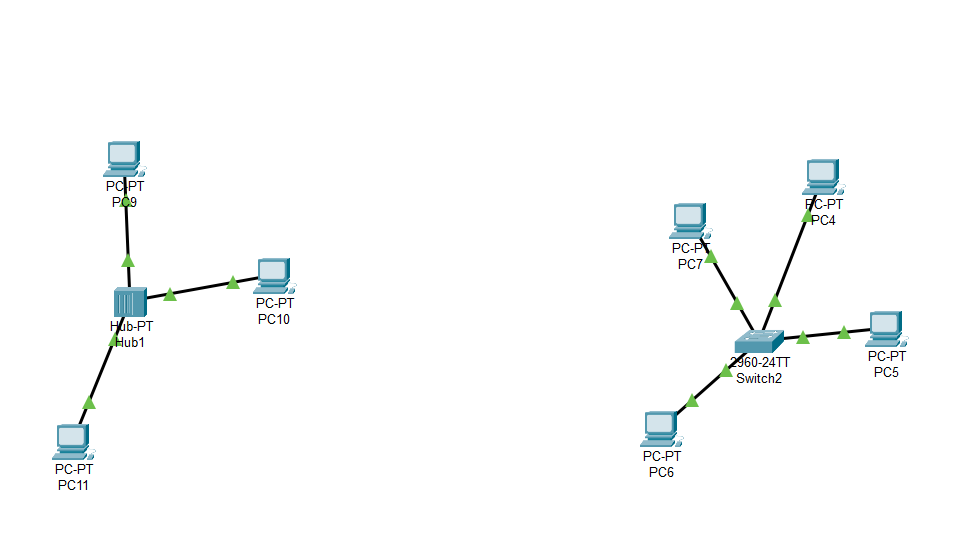 PC-PT
PC9
PC-PT
PC10
Hub-PT
Hub1
PC-PT
PC11
PC-PT
PC4
PC-PT
PC7
PC-PT
PC5
2960-24TT
Switch2
PC-PT
PC6